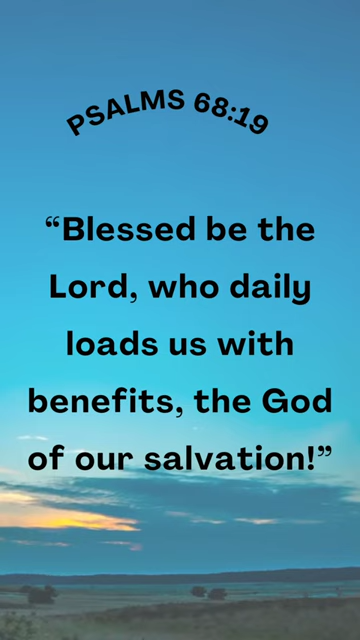 PSALMS 68:19
“Blessed be the
Lord, who daily
loads us with
benefits, the God
of our salvation!”